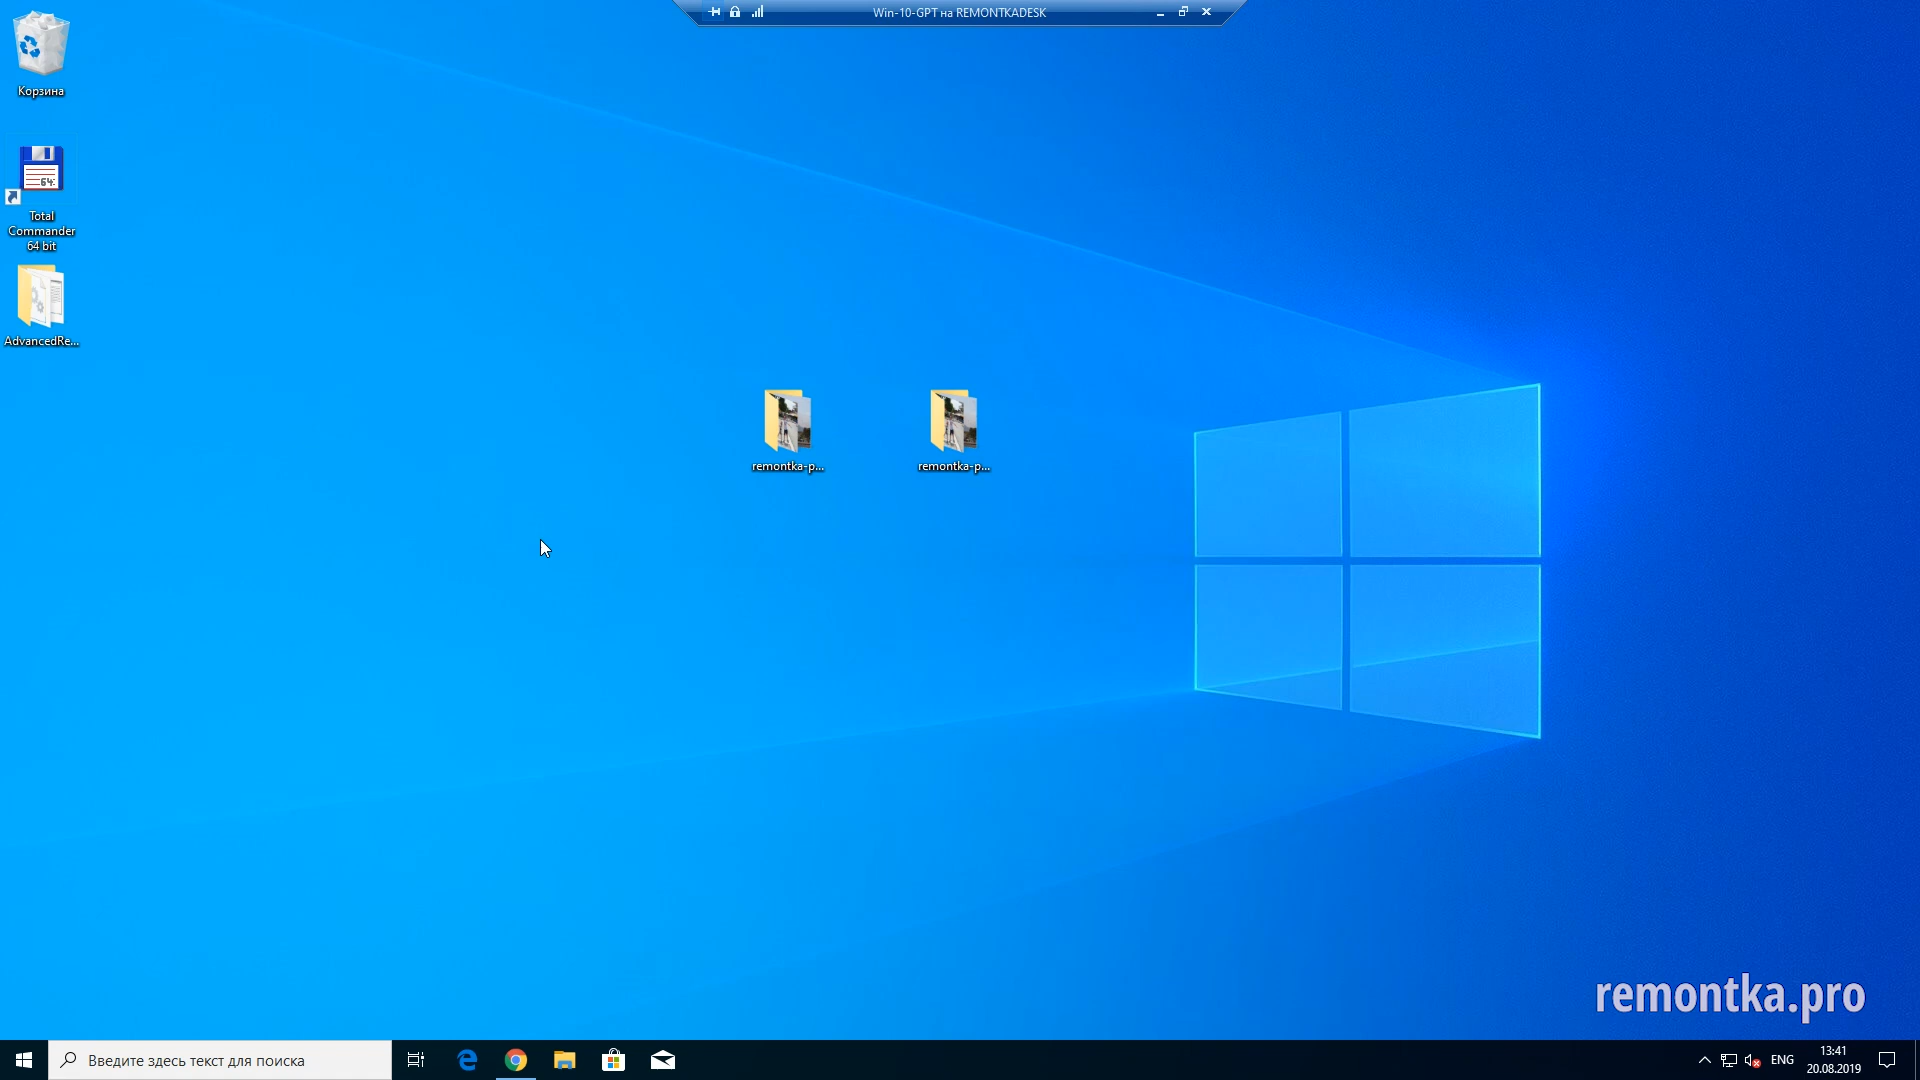 Win-10-GPT на REMONTKADESK
Корзина
64
Total
Commander
64 bit
AdvancedRe...
remontka-p...
remontka-p...
remontka.pro
Введите здесь текст для поиска
ENG
13:41
20.08.2019